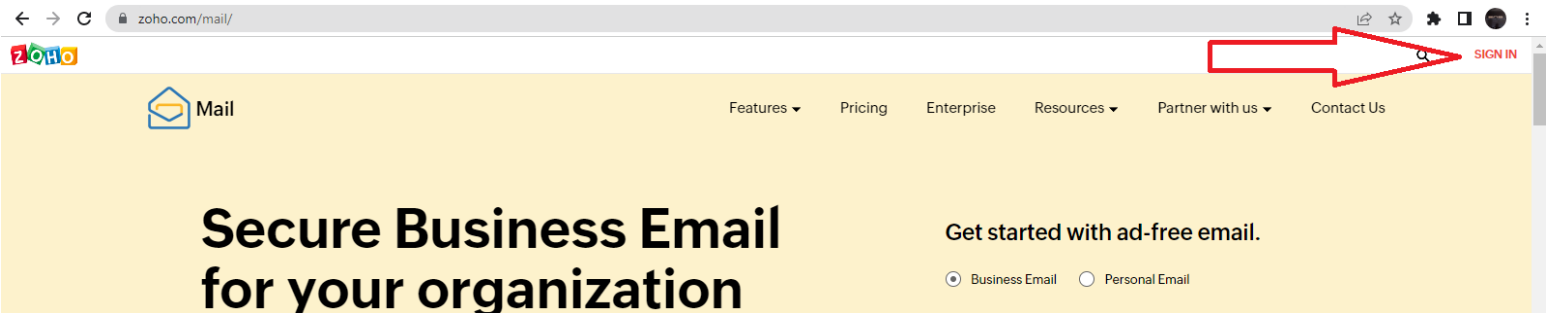 zoho.com/mail/
ZOHO SIGN IN
Mail Features Pricing Enterprise Resources Partner with us Contact Us
Secure Business Email
for your organization
Get started with ad-free email.
Business Email Personal Email